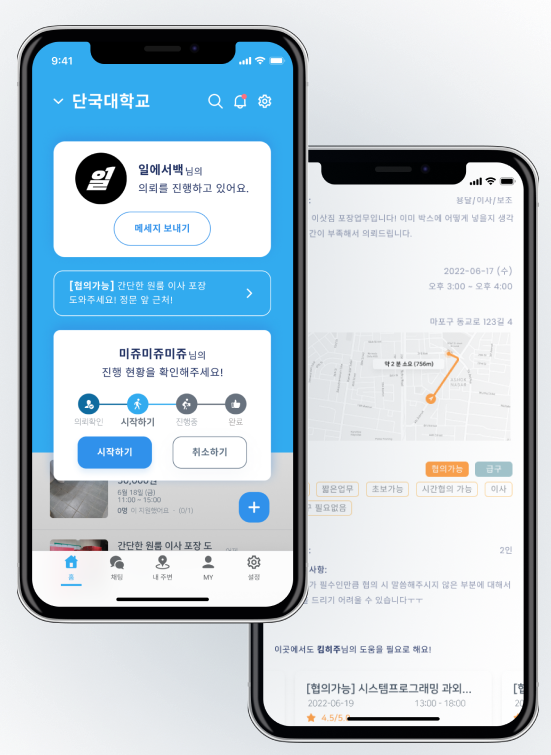 9:41
단국대학교
일에서백님의
의뢰를 진행하고 있어요.
메세지 보내기
[협의가능] 간단한 원룸 이사 포장
도와주세요! 정문 앞 근처!
미쥬미쥬미쥬님의
진행 현황을 확인해주세요!
의뢰확인 시작하기 진행중 완료
시작하기 취소하기
50,000원
6월 18일 (금)
11:00 ~ 15:00
0명 이 지원했어요 · (0/1)
간단한 원룸 이사 포장 도
홈 채팅 내 주변 MY 설정
: 용달/이사/보조
이삿짐 포장업무입니다! 이미 박스에 어떻게 넣을지 생각
간이 부족해서 의뢰드립니다.
2022-06-17 (수)
오후 3:00 ~ 오후 4:00
마포구 동교로 123길 4
약 2 분 소요 (756m)
협의가능 급구
짧은업무 초보가능 시간협의 가능 이사
필요없음
: 2인
사항:
가 필수인만큼 협의 시 말씀해주시지 않은 부분에 대해서
드리기 어려울 수 있습니다ㅜㅜ
이곳에서도 킴히주님의 도움을 필요로 해요!
[협의가능] 시스템프로그래밍 과외... [협
2022-06-19 13:00 - 18:00 20
4.5/5